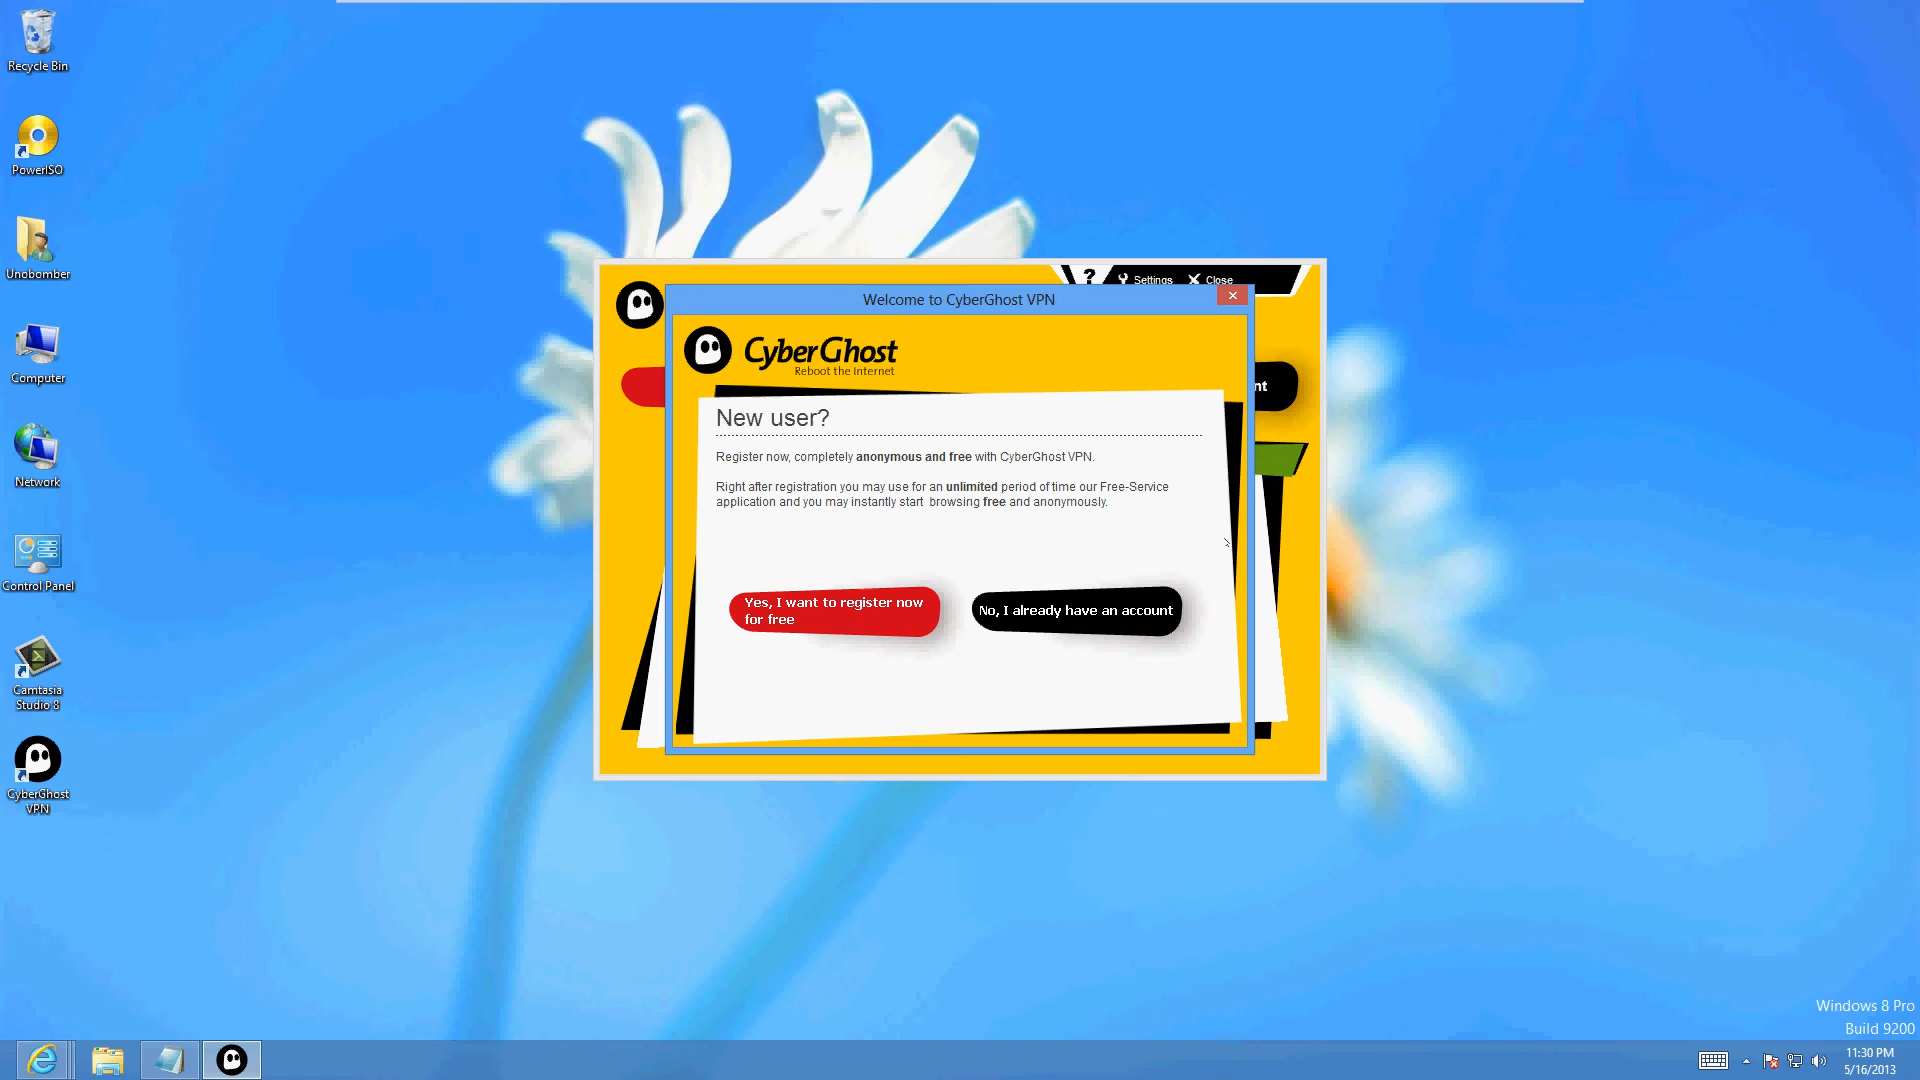 Recycle Bin
PowerISO
Unobomber
Computer
Network
Control Panel
Camtasia
Studio 8
CyberGhost
VPN
? Settings Close
Welcome to CyberGhost VPN
CyberGhost
Reboot the Internet
nt
New user?
Register now, completely anonymous and free with CyberGhost VPN.
Right after registration you may use for an unlimited period of time our Free-Service
application and you may instantly start browsing free and anonymously.
Yes, I want to register now
for free
No, I already have an account
Windows 8 Pro
Build 9200
11:30 PM
5/16/2013